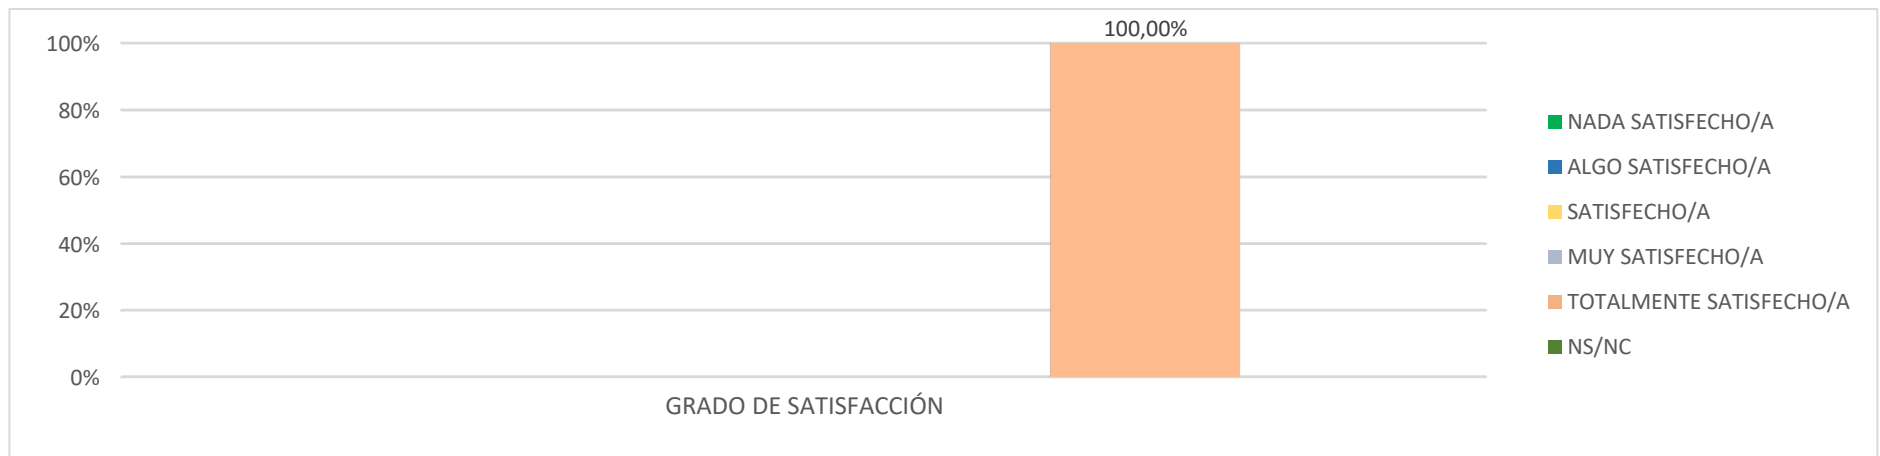 100,00%
100%
80%
60%
40%
20%
0%
GRADO DE SATISFACCIÓN
NADA SATISFECHO/A
ALGO SATISFECHO/A
SATISFECHO/A
MUY SATISFECHO/A
TOTALMENTE SATISFECHO/A
NS/NC